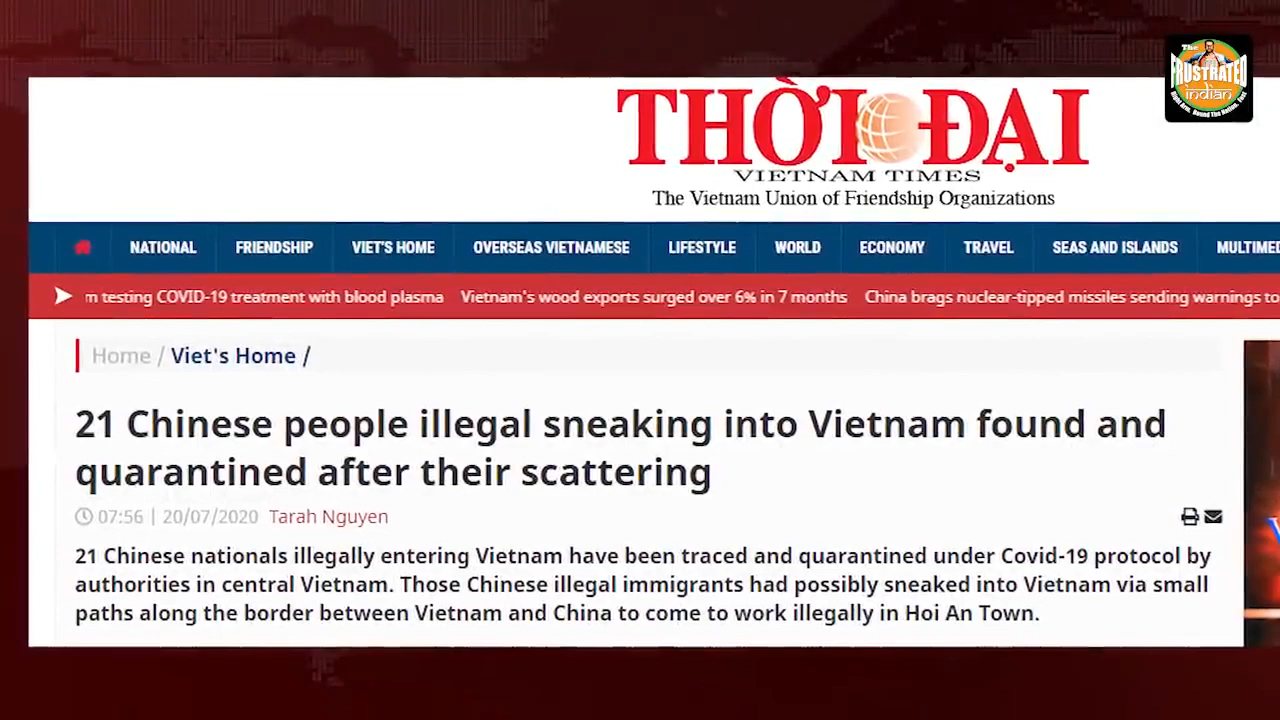 The
FRUSTRATED
indian
THỜI ĐẠI
VIETNAM TIMES
The Vietnam Union of Friendship Organizations
NATIONAL FRIENDSHIP VIET'S HOME OVERSEAS VIETNAMESE LIFESTYLE WORLD ECONOMY TRAVEL SEAS AND ISLANDS MULTIMED
m testing COVID-19 treatment with blood plasma Vietnam's wood exports surged over 6% in 7 months China brags nuclear-tipped missiles sending warnings to
Home / Viet's Home /
21 Chinese people illegal sneaking into Vietnam found and
quarantined after their scattering
07:56 | 20/07/2020 Tarah Nguyen
21 Chinese nationals illegally entering Vietnam have been traced and quarantined under Covid-19 protocol by
authorities in central Vietnam. Those Chinese illegal immigrants had possibly sneaked into Vietnam via small
paths along the border between Vietnam and China to come to work illegally in Hoi An Town.